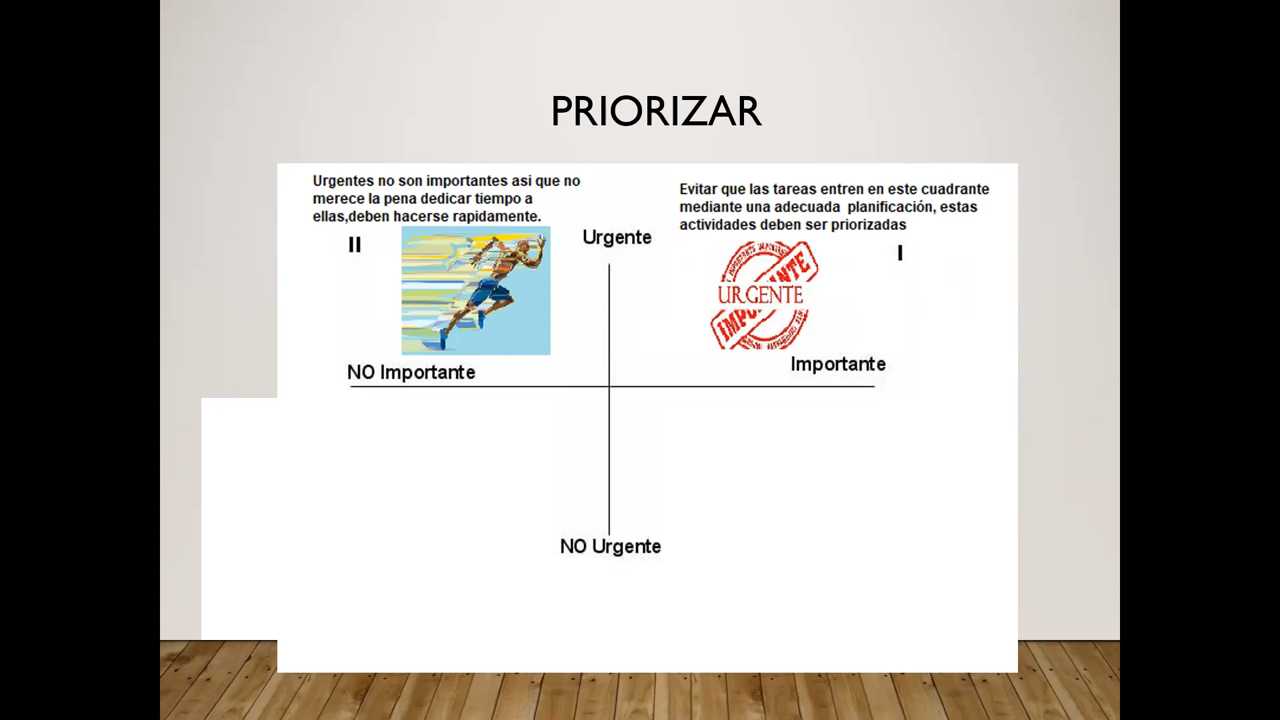 PRIORIZAR
Urgentes no son importantes asi que no
merece la pena dedicar tiempo a
ellas,deben hacerse rapidamente.
II
Urgente
Evitar que las tareas entren en este cuadrante
mediante una adecuada planificación, estas
actividades deben ser priorizadas
I
URGENTE
NO Importante
Importante
NO Urgente